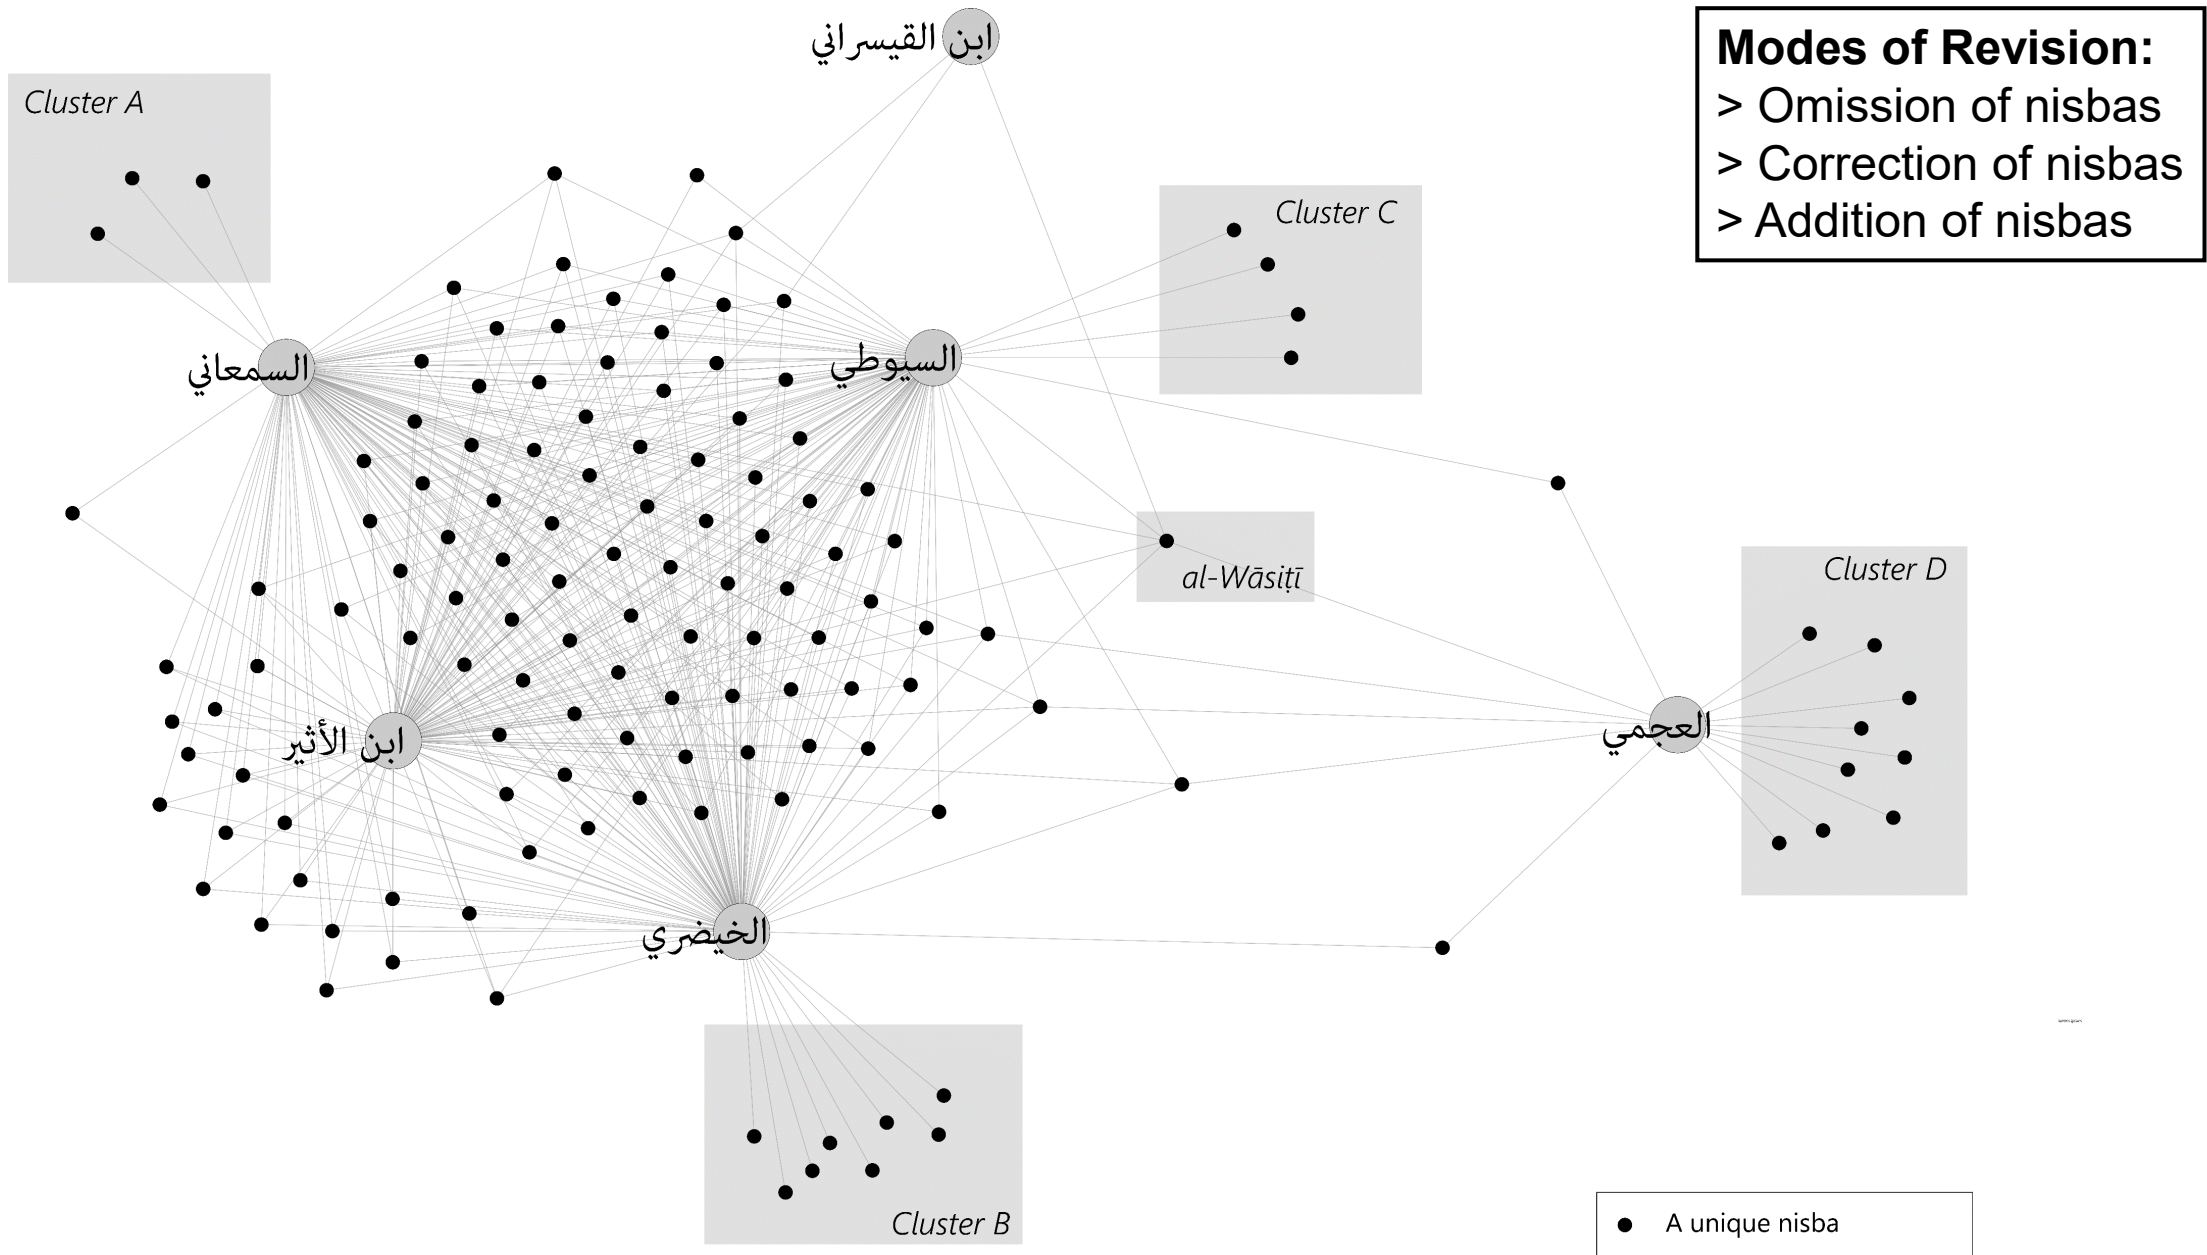 ابن القيسراني
Modes of Revision:
> Omission of nisbas
> Correction of nisbas
> Addition of nisbas
Cluster A
Cluster C
السمعاني
السيوطي
al-Wāsiṭī
Cluster D
ابن الأثير
العجمي
الخيضري
Cluster B
A unique nisba